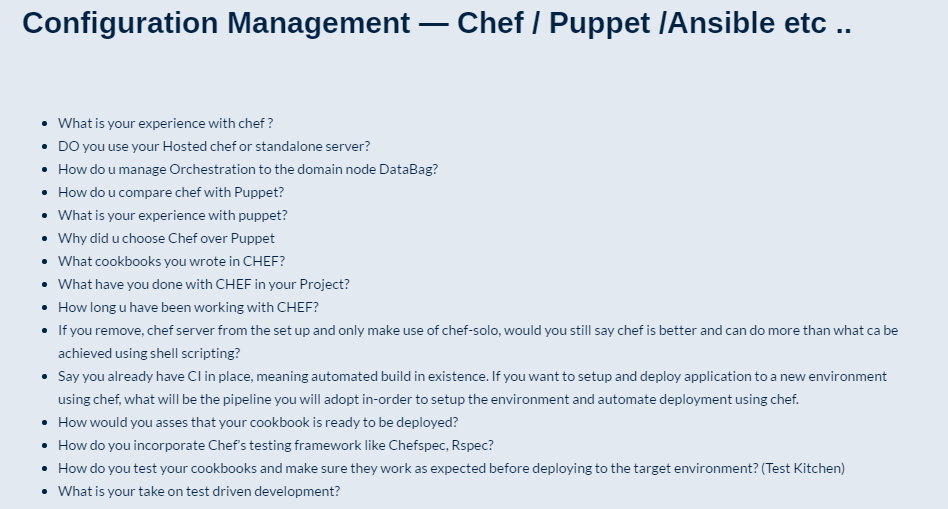 Configuration Management — Chef / Puppet /Ansible etc ..
What is your experience with chef ?
DO you use your Hosted chef or standalone server?
How do u manage Orchestration to the domain node DataBag?
How do u compare chef with Puppet?
What is your experience with puppet?
Why did u choose Chef over Puppet
What cookbooks you wrote in CHEF?
What have you done with CHEF in your Project?
How long u have been working with CHEF?
If you remove, chef server from the set up and only make use of chef-solo, would you still say chef is better and can do more than what ca be
achieved using shell scripting?
Say you already have CI in place, meaning automated build in existence. If you want to setup and deploy application to a new environment
using chef, what will be the pipeline you will adopt in-order to setup the environment and automate deployment using chef.
How would you asses that your cookbook is ready to be deployed?
How do you incorporate Chef's testing framework like Chefspec, Rspec?
How do you test your cookbooks and make sure they work as expected before deploying to the target environment? (Test Kitchen)
What is your take on test driven development?